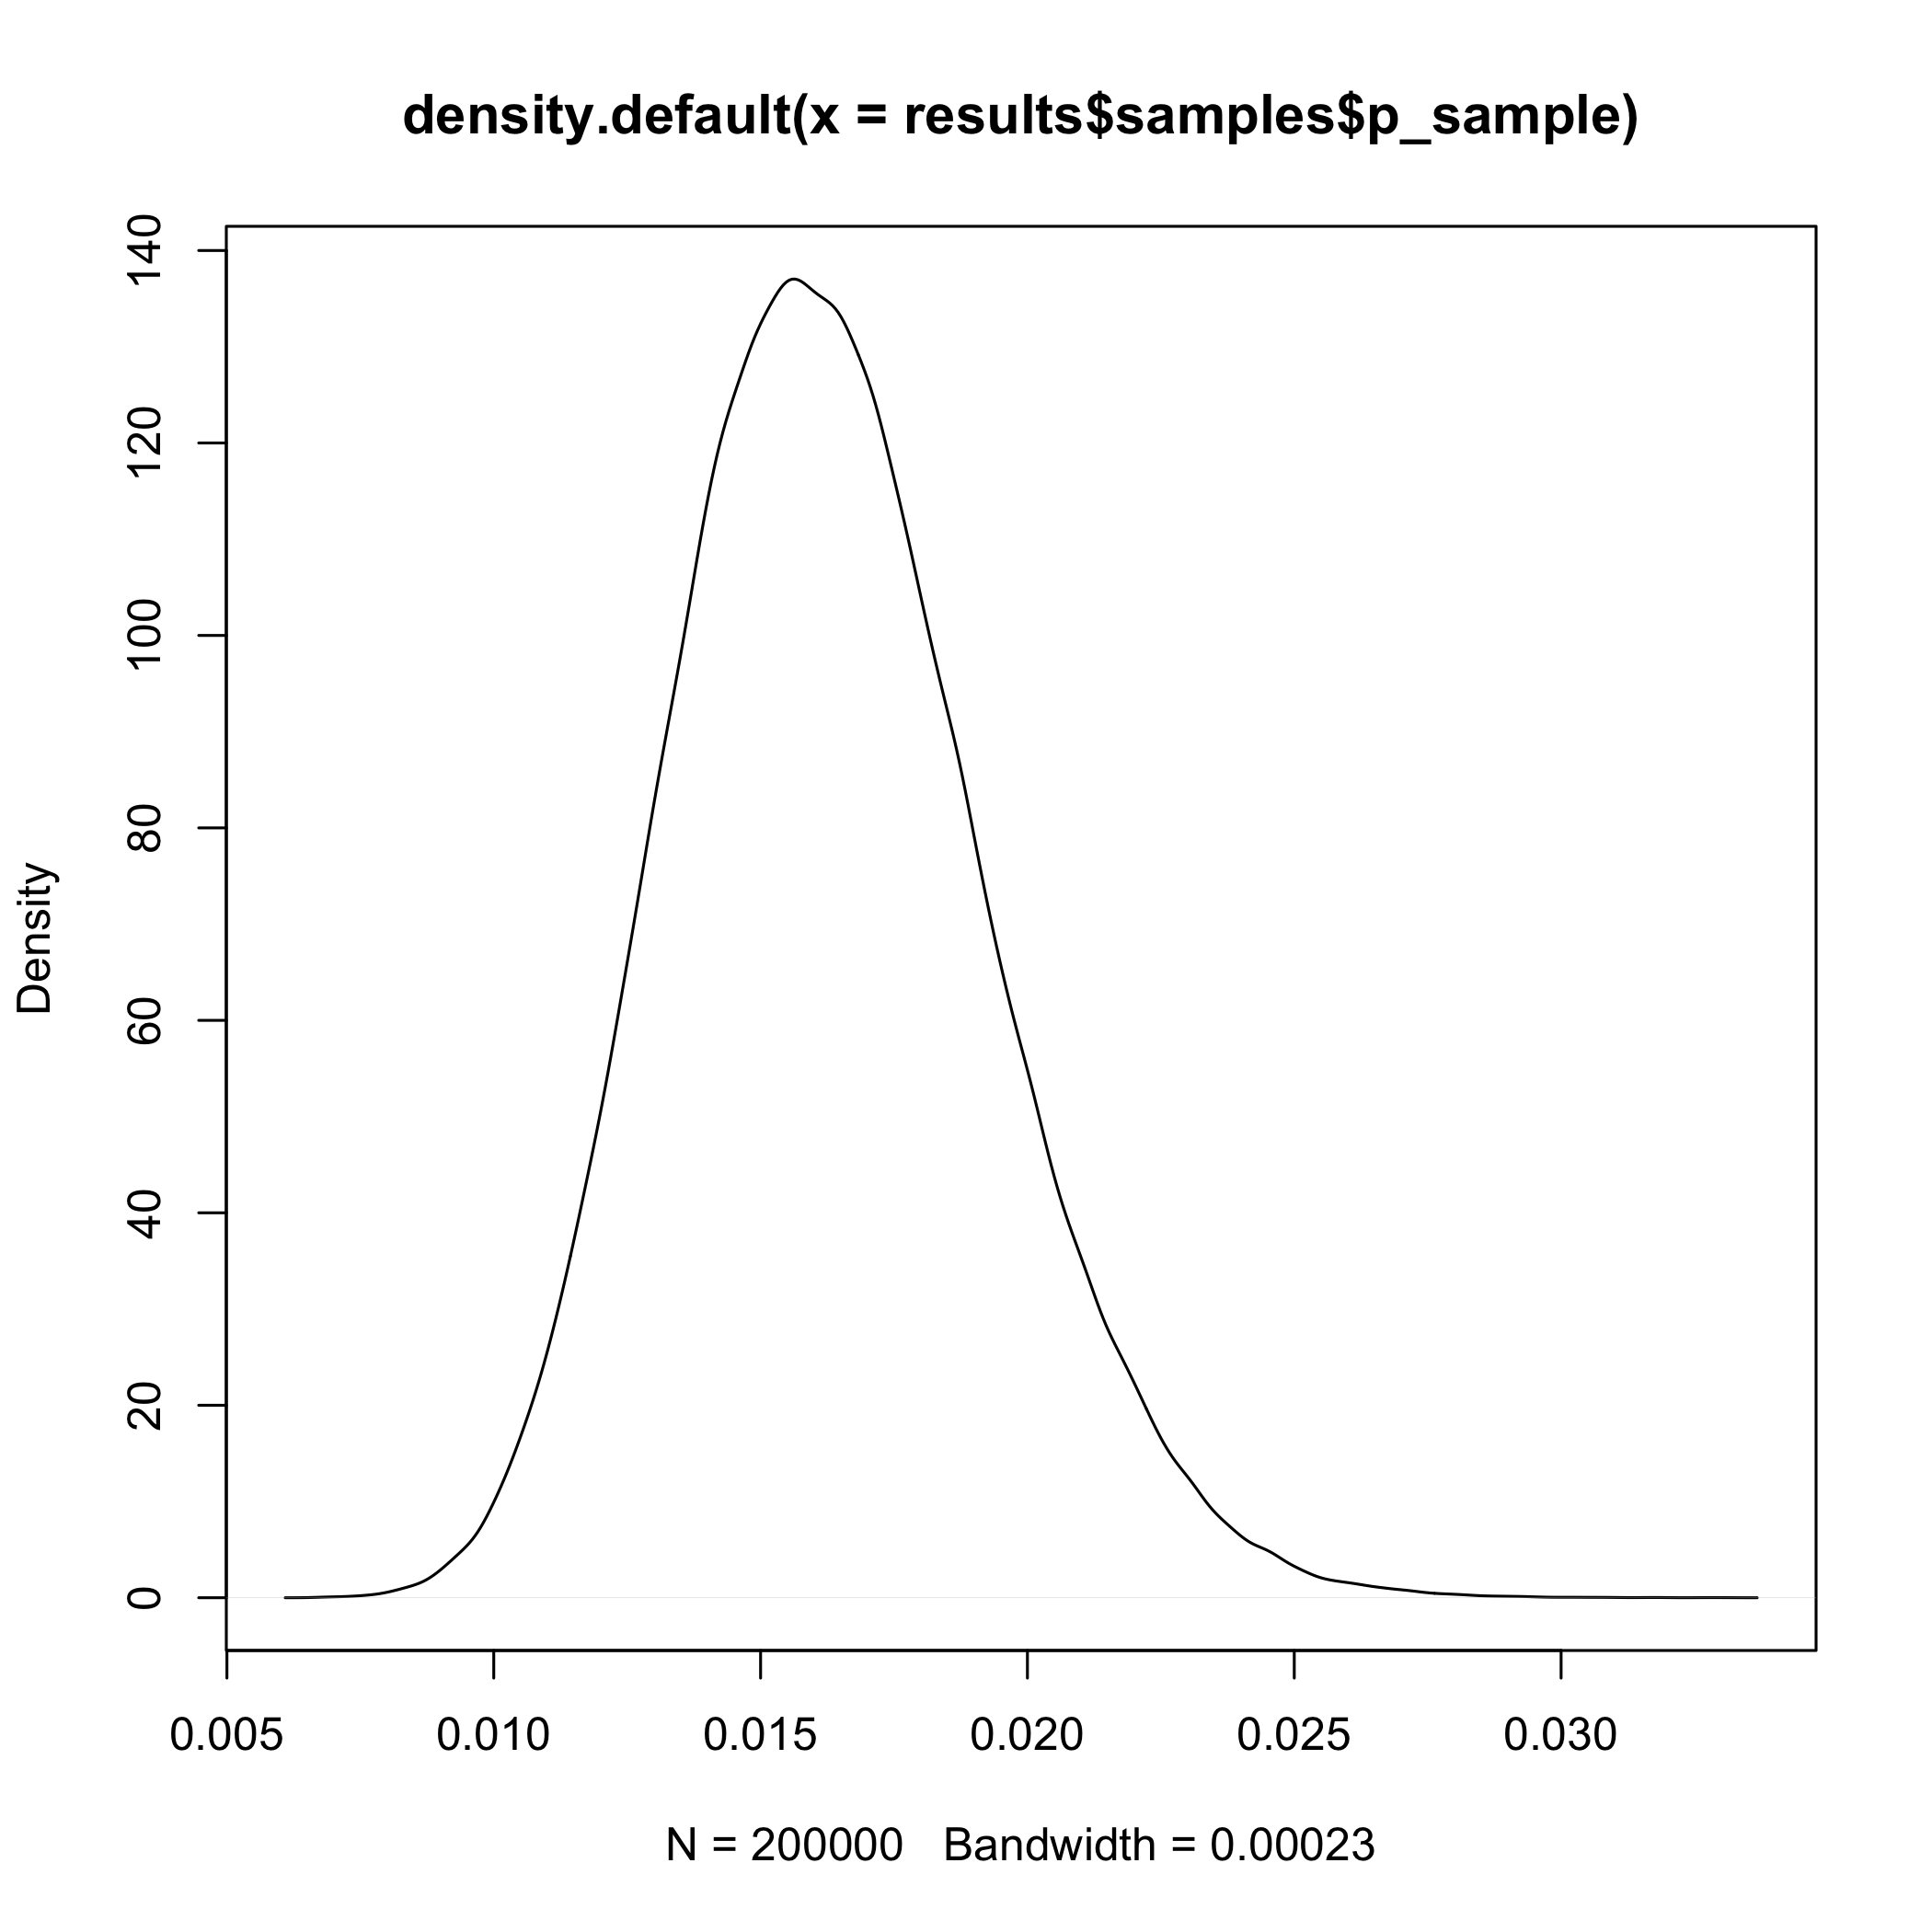 density.default(x = results$samples$p_sample)
Density
140
120
100
80
60
40
20
0
0.005 0.010 0.015 0.020 0.025 0.030
N = 200000 Bandwidth = 0.00023